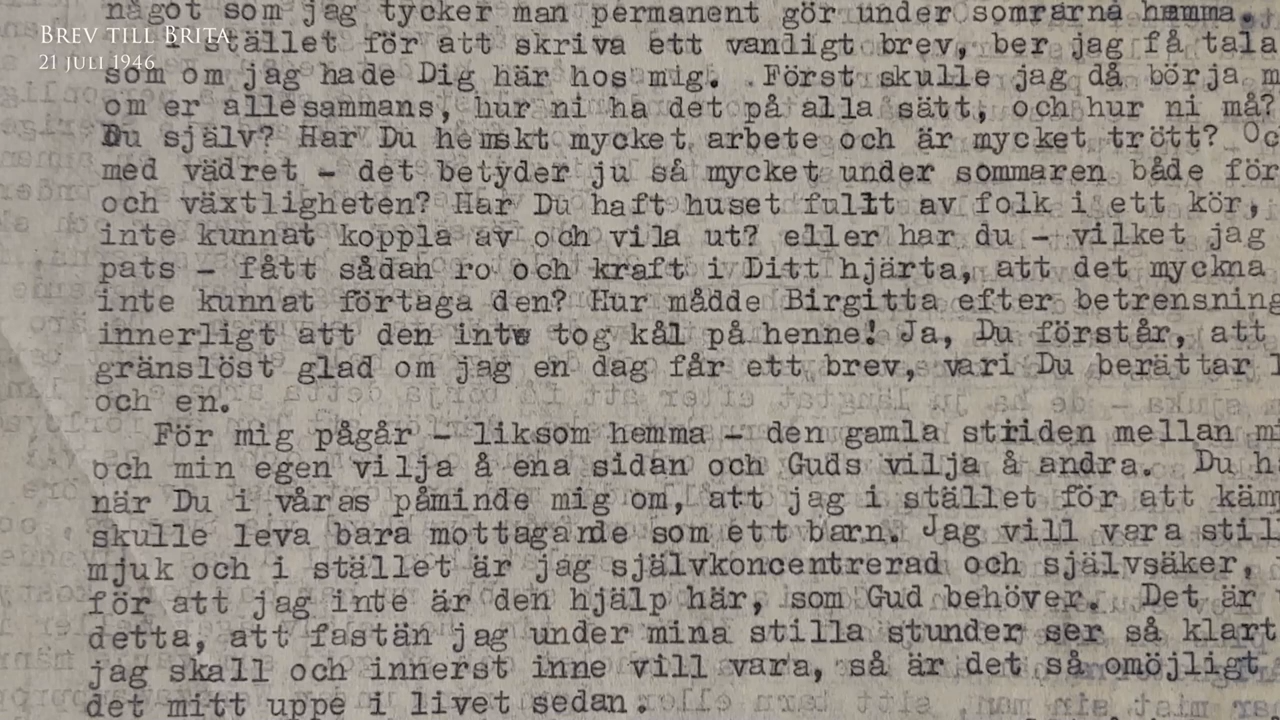 BREV TILL BRITA
21 JULI 1946
något som jag tycker man permanent gör under somrarna hemma.
stället för att skriva ett vanligt brev, ber jag få tala
som om jag hade Dig här hos mig. Först skulle jag då börja m
om er allesammans, hur ni ha det på alla sätt, och hur ni må?
Du själv? Har Du hemskt mycket arbete och är mycket trött? Oc
med vädret - det betyder ju så mycket under sommaren både för
och växtligheten? Har Du haft huset fullt av folk i ett kör,
inte kunnat koppla av och vila ut? eller har du - vilket jag
pats - fått sådan ro och kraft i Ditt hjärta, att det myckna
inte kunnat förtaga den? Hur mådde Birgitta efter betrensning
innerligt att den inte tog kål på henne! Ja, Du förstår, att
gränslöst glad om jag en dag får ett brev, vari Du berättar l
och en.
För mig pågår - liksom hemma - den gamla striden mellan mi
och min egen vilja å ena sidan och Guds vilja å andra. Du h
när Du i våras påminde mig om, att jag i stället för att käm
skulle leva bara mottagande som ett barn. Jag vill vara stil
mjuk och i stället är jag självkoncentrerad och självsäker,
för att jag inte är den hjälp här, som Gud behöver. Det är
detta, att fastän jag under mina stilla stunder ser så klart
jag skall och innerst inne vill vara, så är det så omöjligt
det mitt uppe i livet sedan.